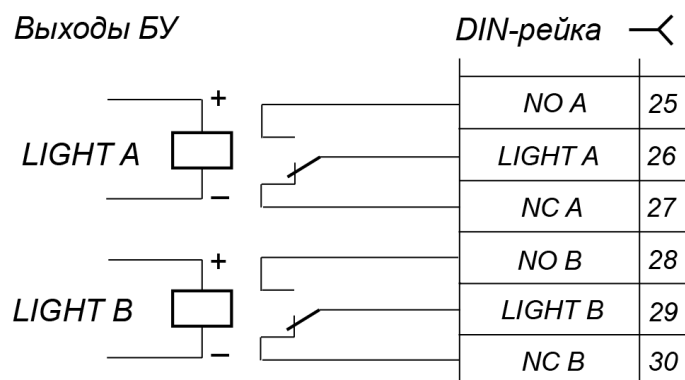 Выходы БУ DIN-рейка
+ NO A 25
LIGHT A LIGHT A 26
− NC A 27
+ NO B 28
LIGHT B LIGHT B 29
− NC B 30